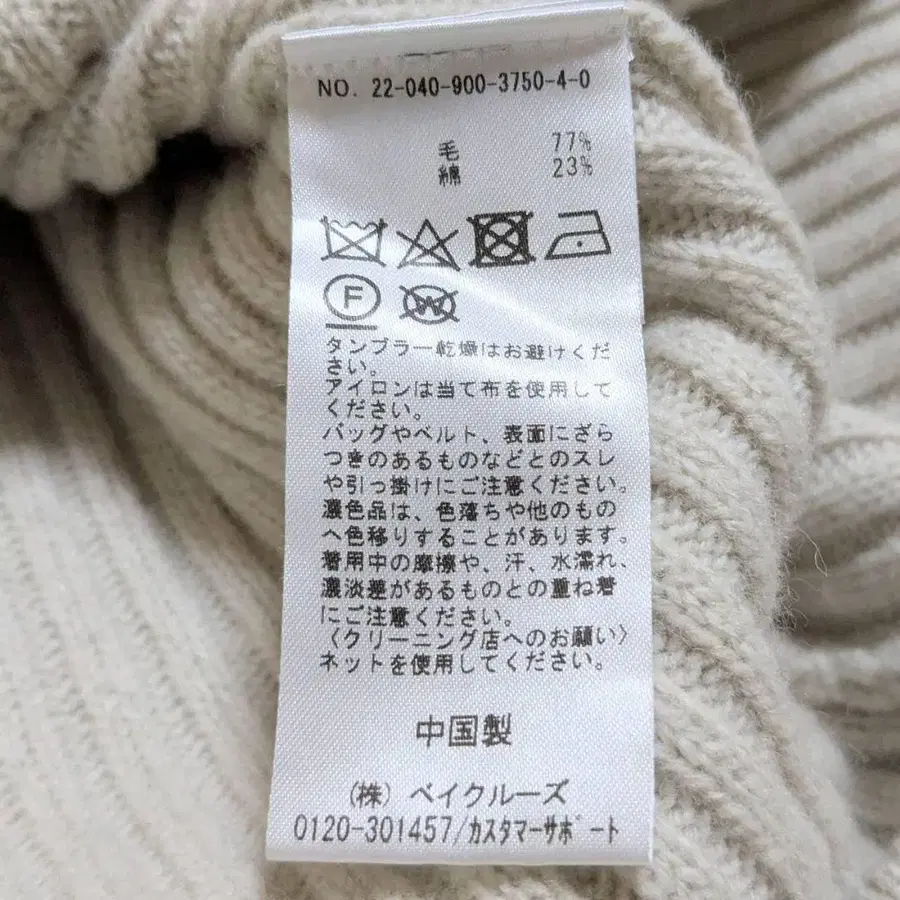 NO. 22-040-900-3750-4-0
毛 77%
綿 23%
F
W
タンブラー乾燥はお避けくだ
さい。
アイロンは当て布を使用して
ください。
バッグやベルト、表面にざら
つきのあるものなどとのスレ
や引っ掛けにご注意ください。
濃色品は、色落ちや他のもの
へ色移りすることがあります。
着用中の摩擦や、汗、水濡れ、
濃淡差があるものとの重ね着
にご注意ください。
〈クリーニング店へのお願い〉
ネットを使用してください。
中国製
(株) ベイクルーズ
0120-301457/カスタマーサポート